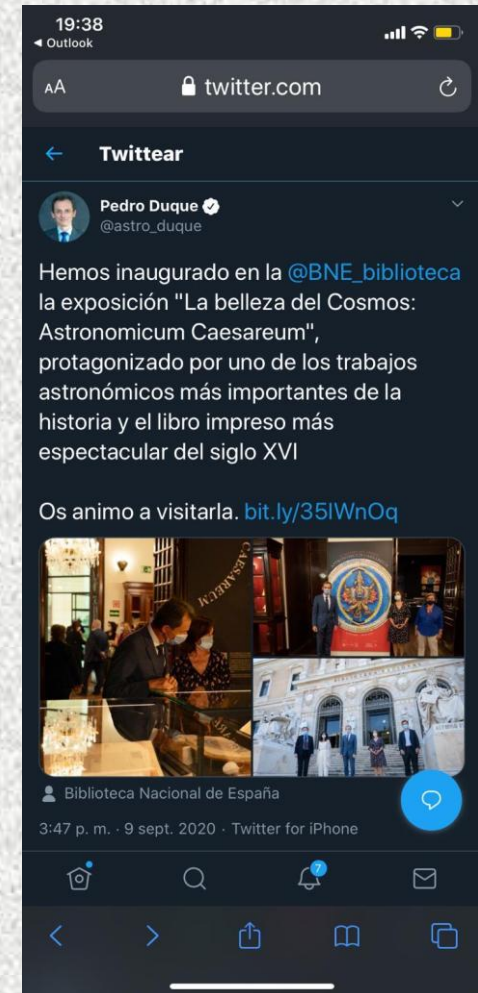 19:38
◀ Outlook
AA twitter.com
Twittear
Pedro Duque
@astro_duque
Hemos inaugurado en la @BNE_biblioteca
la exposición "La belleza del Cosmos:
Astronomicum Caesareum",
protagonizado por uno de los trabajos
astronómicos más importantes de la
historia y el libro impreso más
espectacular del siglo XVI
Os animo a visitarla. bit.ly/35IWnOq
CAESAREUM
Biblioteca Nacional de España
3:47 p. m. · 9 sept. 2020 · Twitter for iPhone
7